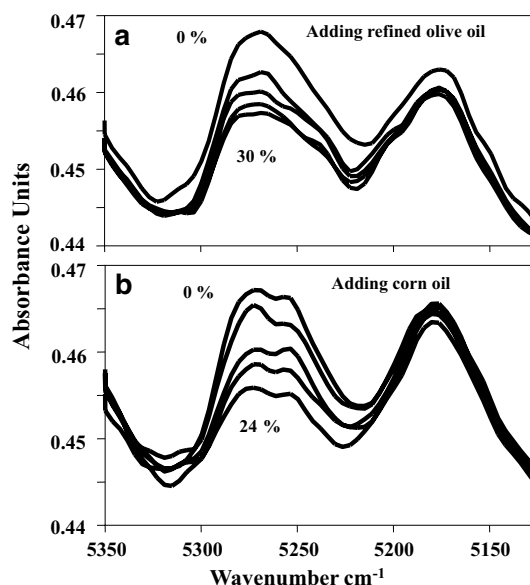 0.47
a
0 %
Adding refined olive oil
0.46
30 %
0.45
0.44
Absorbance Units
0.47
b
0 %
Adding corn oil
0.46
0.45
24 %
0.44
5350
5300
5250
5200
5150
Wavenumber cm-1